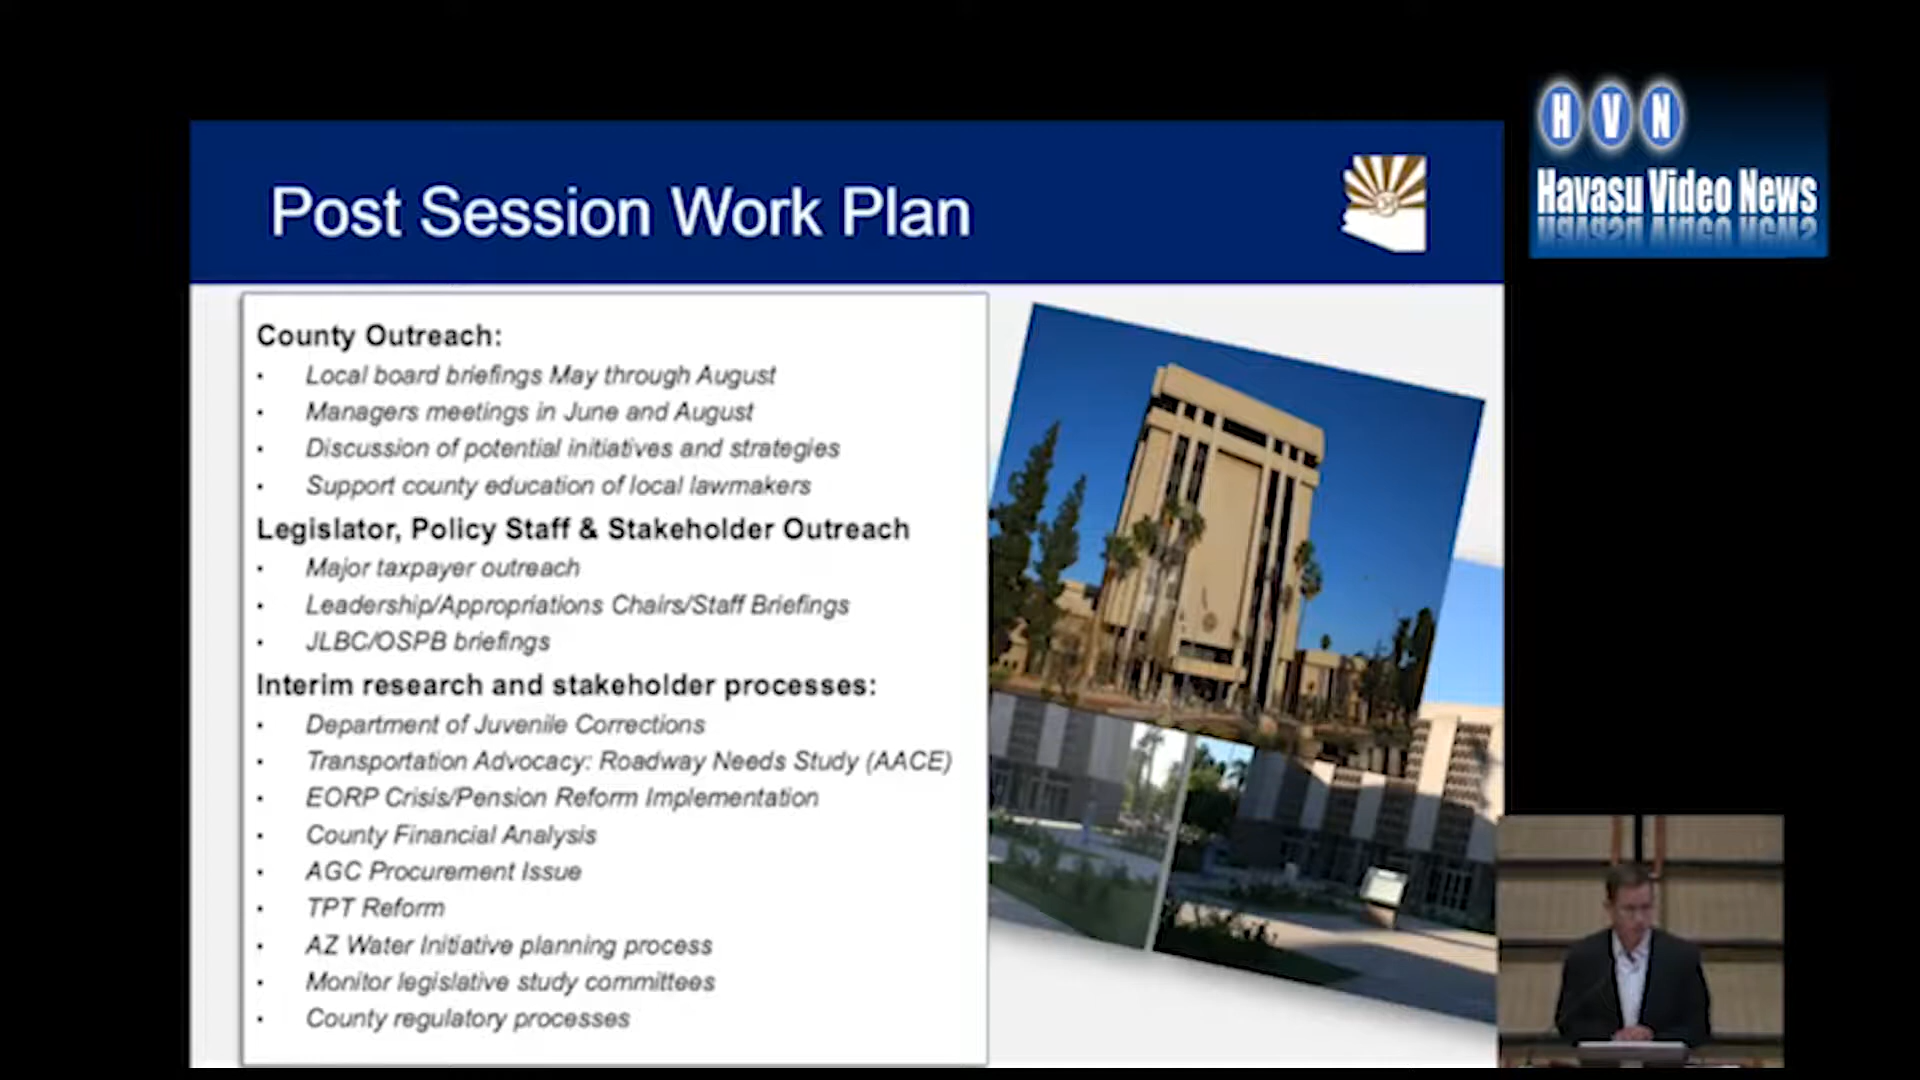 HVN
Havasu Video News
Post Session Work Plan
County Outreach:
• Local board briefings May through August
• Managers meetings in June and August
• Discussion of potential initiatives and strategies
• Support county education of local lawmakers
Legislator, Policy Staff & Stakeholder Outreach
• Major taxpayer outreach
• Leadership/Appropriations Chairs/Staff Briefings
• JLBC/OSPB briefings
Interim research and stakeholder processes:
• Department of Juvenile Corrections
• Transportation Advocacy: Roadway Needs Study (AACE)
• EORP Crisis/Pension Reform Implementation
• County Financial Analysis
• AGC Procurement Issue
• TPT Reform
• AZ Water Initiative planning process
• Monitor legislative study committees
• County regulatory processes